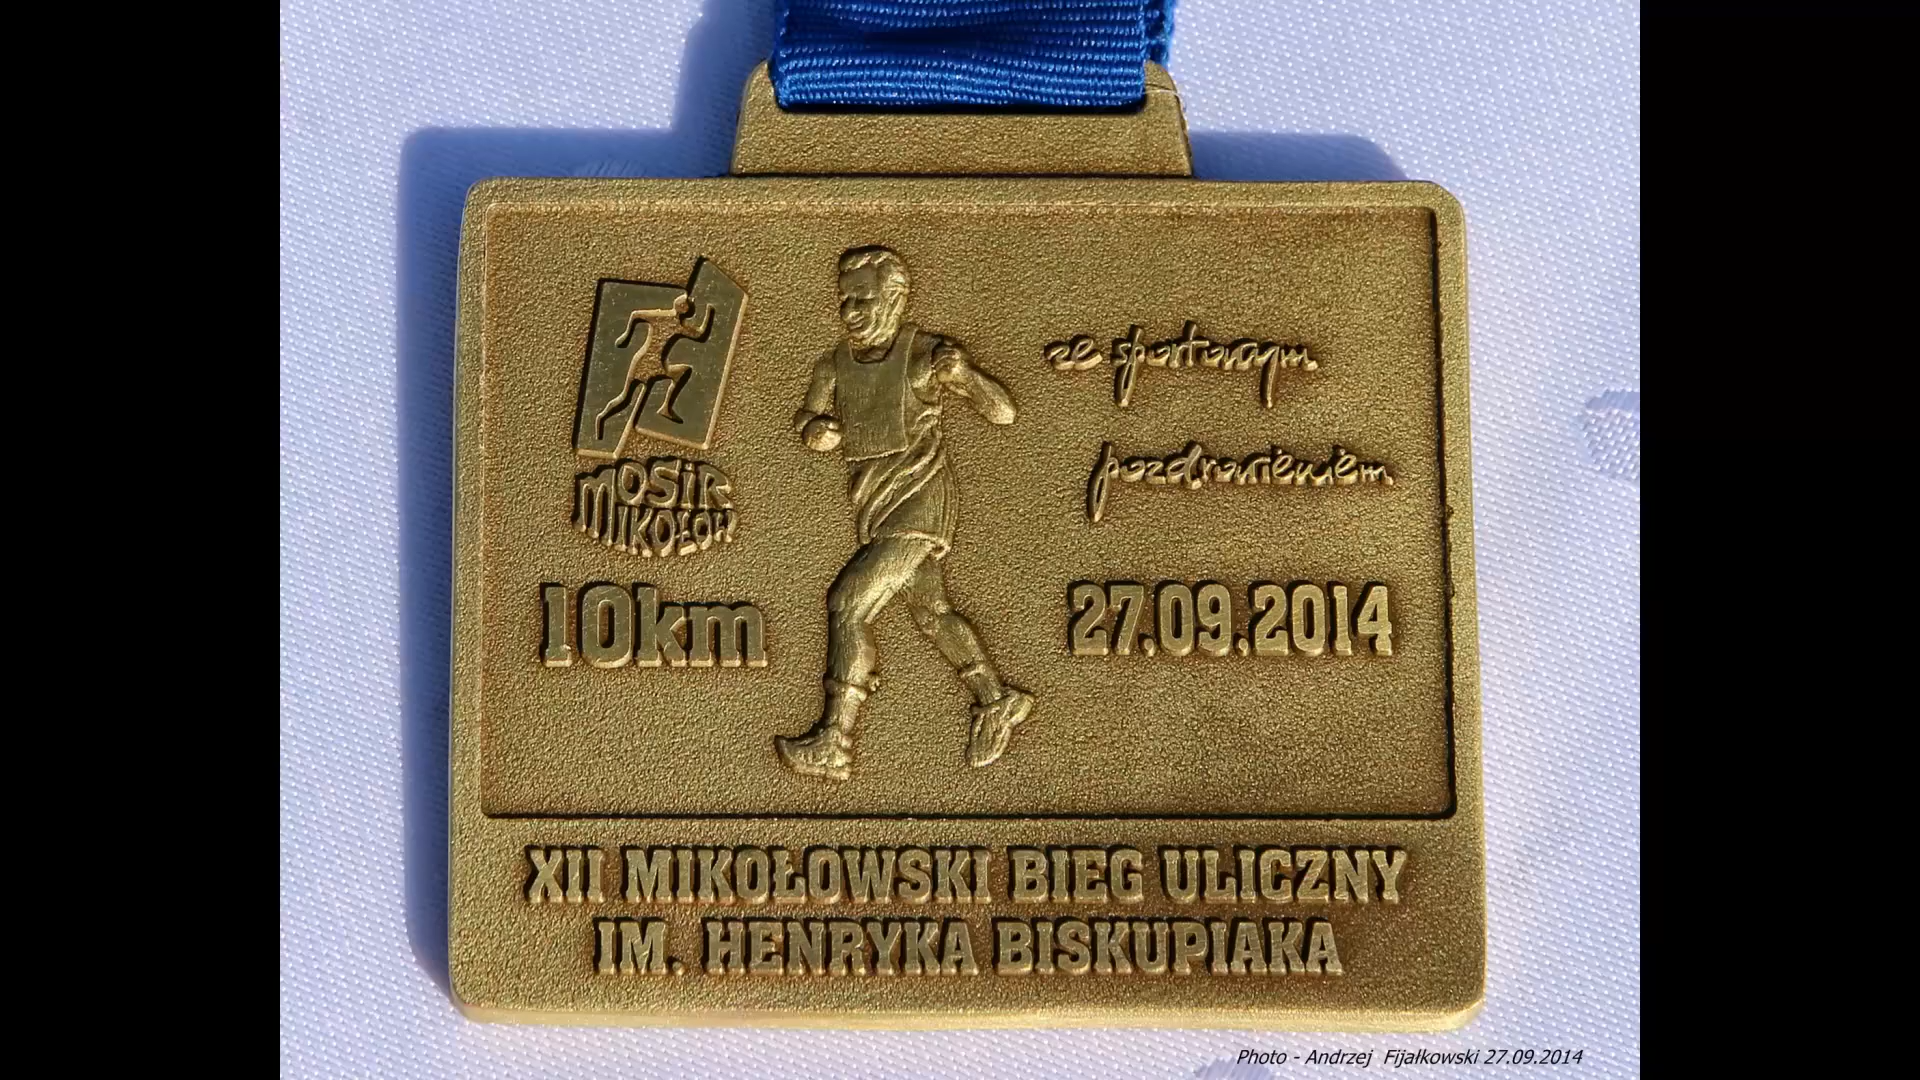 ze sportowym
pozdrowieniem
MOSiR
MIKOŁÓW
10km
27.09.2014
XII MIKOŁOWSKI BIEG ULICZNY
IM. HENRYKA BISKUPIAKA
Photo - Andrzej Fijałkowski 27.09.2014